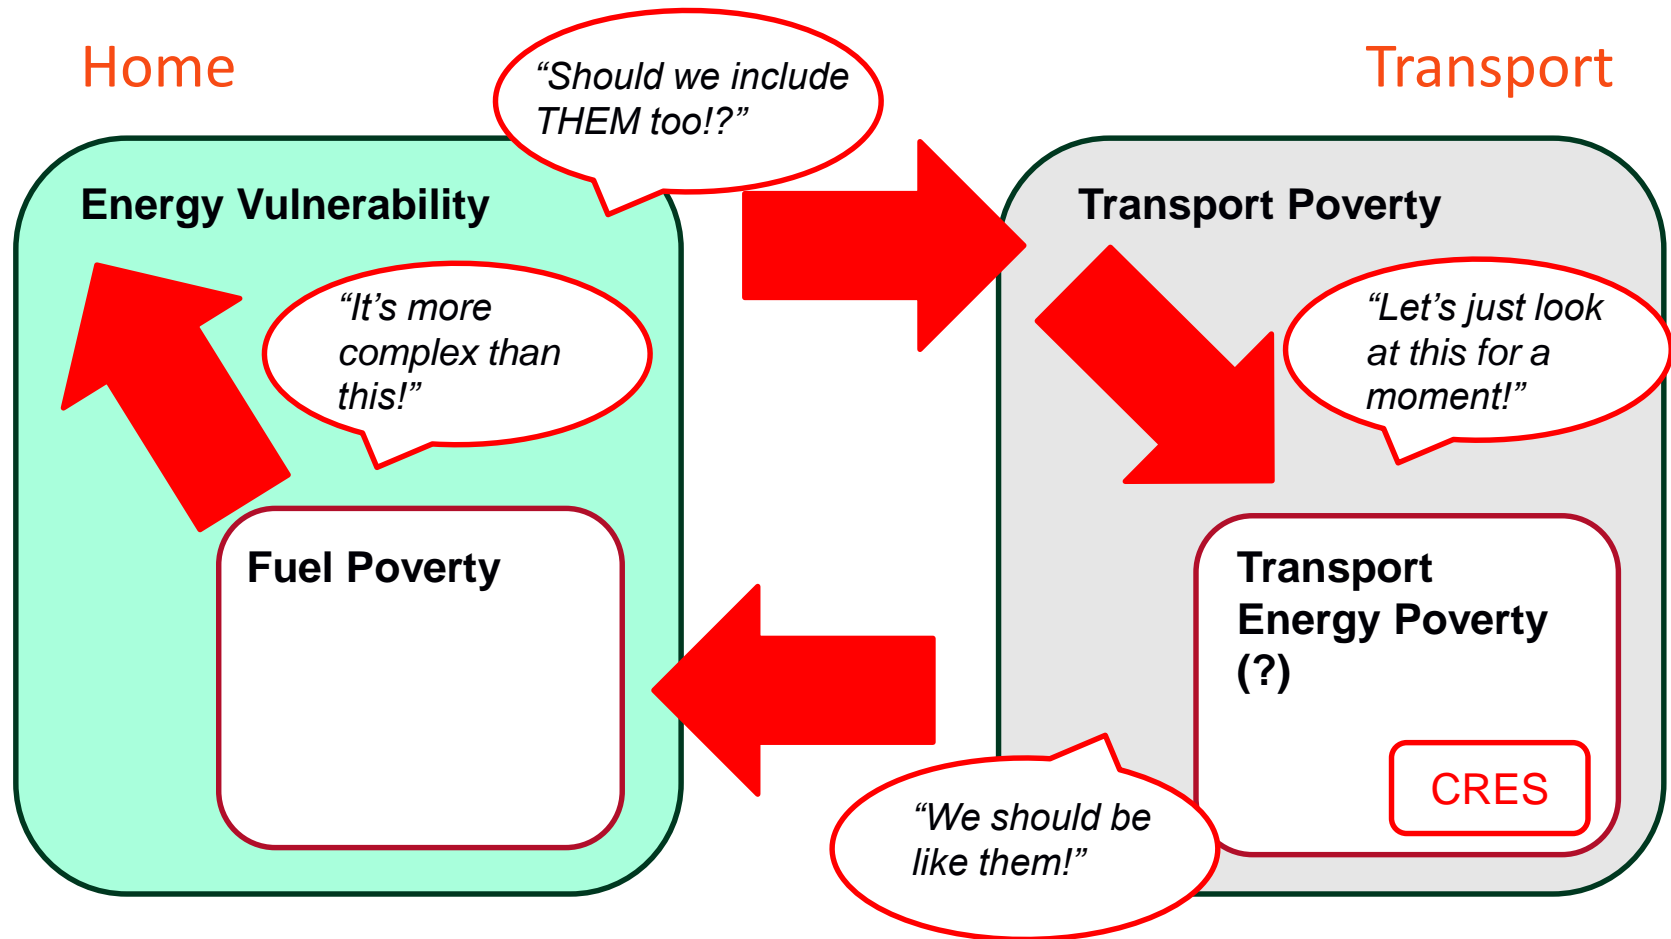 Home
Transport
“Should we include
THEM too!?”
Energy Vulnerability
Transport Poverty
“It’s more
complex than
this!”
“Let’s just look
at this for a
moment!”
Fuel Poverty
Transport
Energy Poverty
(?)
CRES
“We should be
like them!”